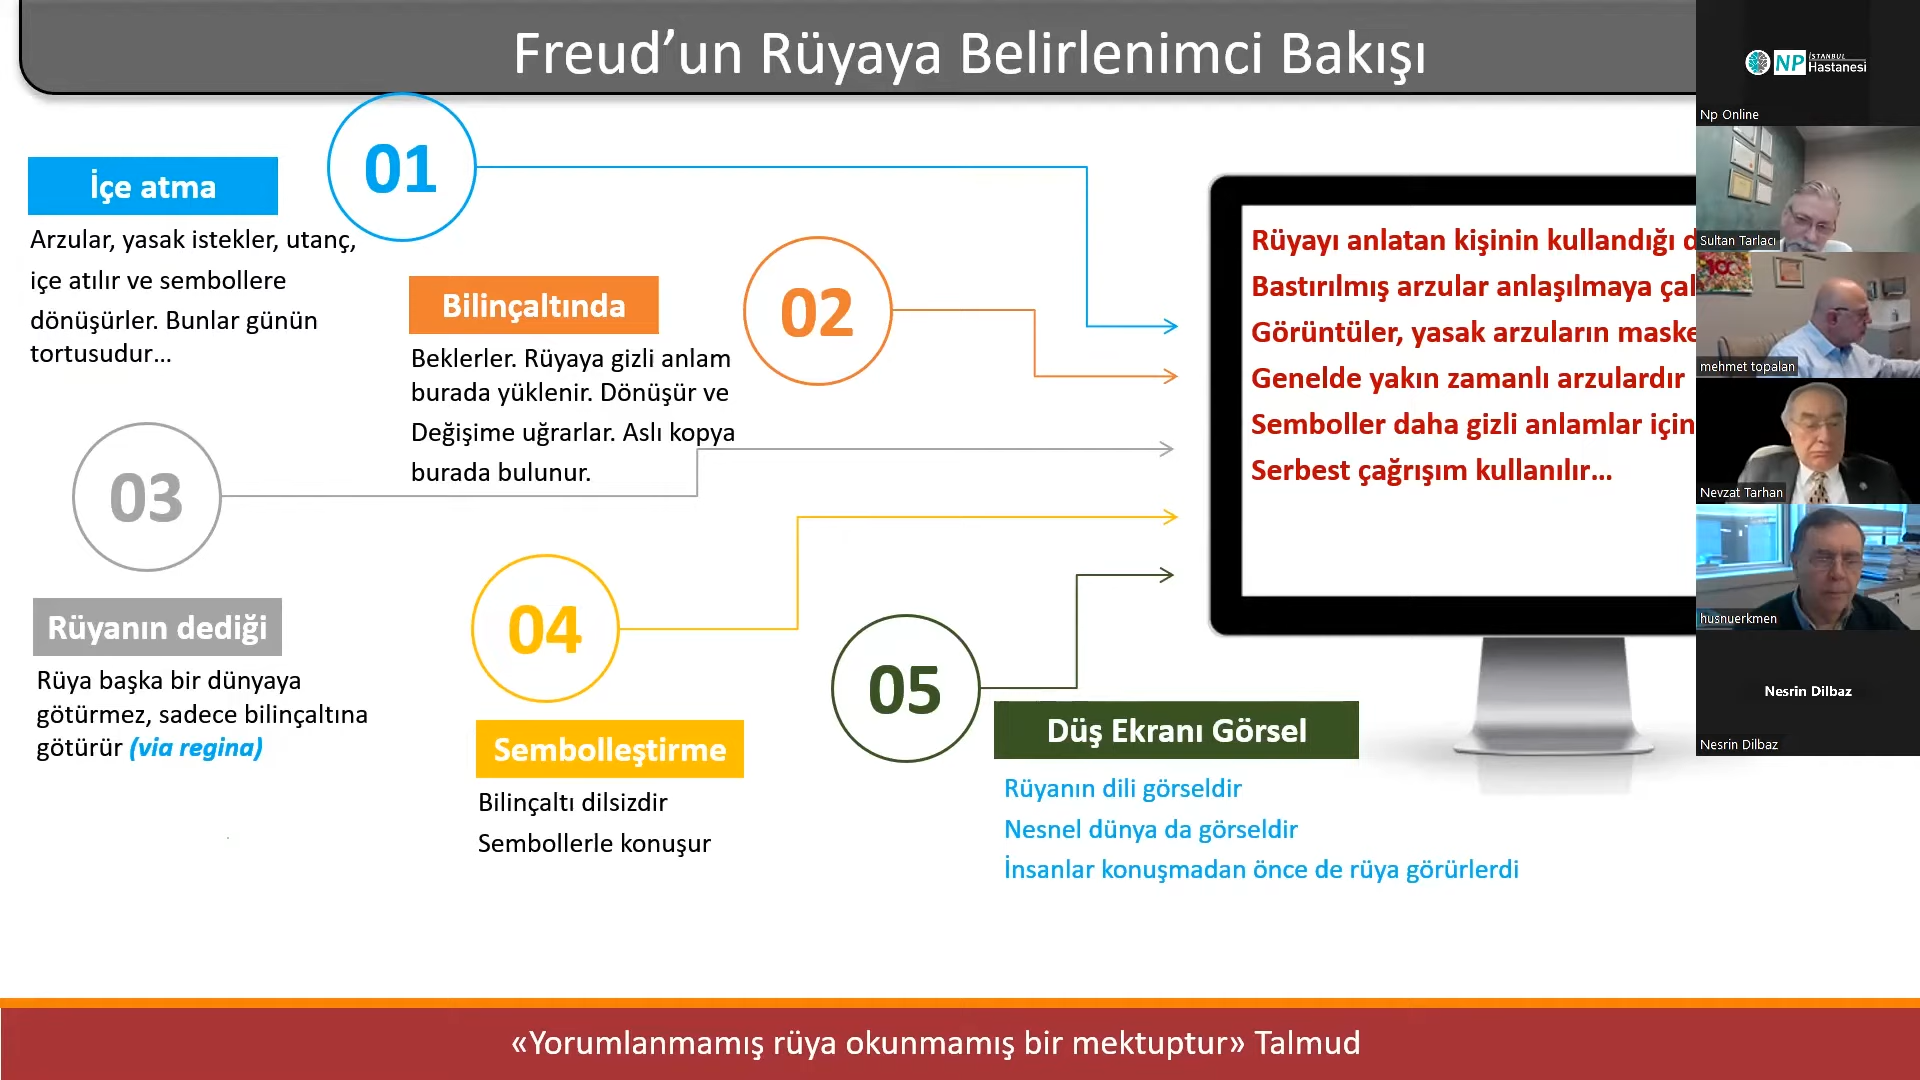 Freud’un Rüyaya Belirlenimci Bakışı
01
İçe atma
Arzular, yasak istekler, utanç,
içe atılır ve sembollere
dönüşürler. Bunlar günün
tortusudur...
02
Bilinçaltında
Beklerler. Rüyaya gizli anlam
burada yüklenir. Dönüşür ve
Değişime uğrarlar. Aslı kopya
burada bulunur.
03
Rüyanın dediği
Rüya başka bir dünyaya
götürmez, sadece bilinçaltına
götürür (via regina)
04
Sembolleştirme
Bilinçaltı dilsizdir
Sembollerle konuşur
05
Düş Ekranı Görsel
Rüyanın dili görseldir
Nesnel dünya da görseldir
İnsanlar konuşmadan önce de rüya görürlerdi
Rüyayı anlatan kişinin kullandığı
Bastırılmış arzular anlaşılmaya
Görüntüler, yasak arzuların
Genelde yakın zamanlı arzulardır
Semboller daha gizli anlamlar için
Serbest çağrışım kullanılır...
«Yorumlanmamış rüya okunmamış bir mektuptur» Talmud
NP İSTANBUL Hastanesi
Np Online
Sultan Tarlacı
mehmet topalan
Nevzat Tarhan
husnuerkmen
Nesrin Dilbaz
Nesrin Dilbaz